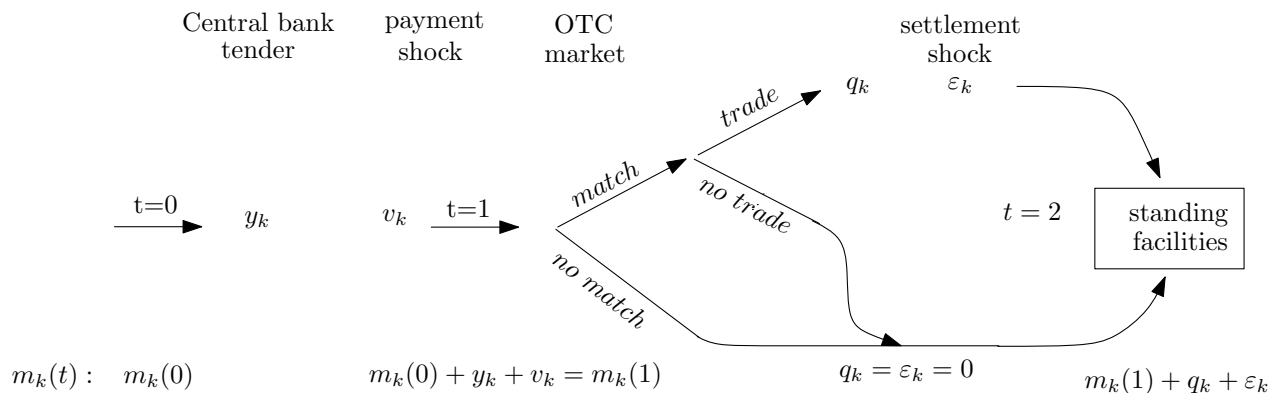 Central bank
tender
payment
shock
OTC
market
settlement
shock
trade
q_k
ε_k
match
no trade
t=0
y_k
v_k
t=1
t = 2
standing
facilities
no match
m_k(t) :
m_k(0)
m_k(0) + y_k + v_k = m_k(1)
q_k = ε_k = 0
m_k(1) + q_k + ε_k